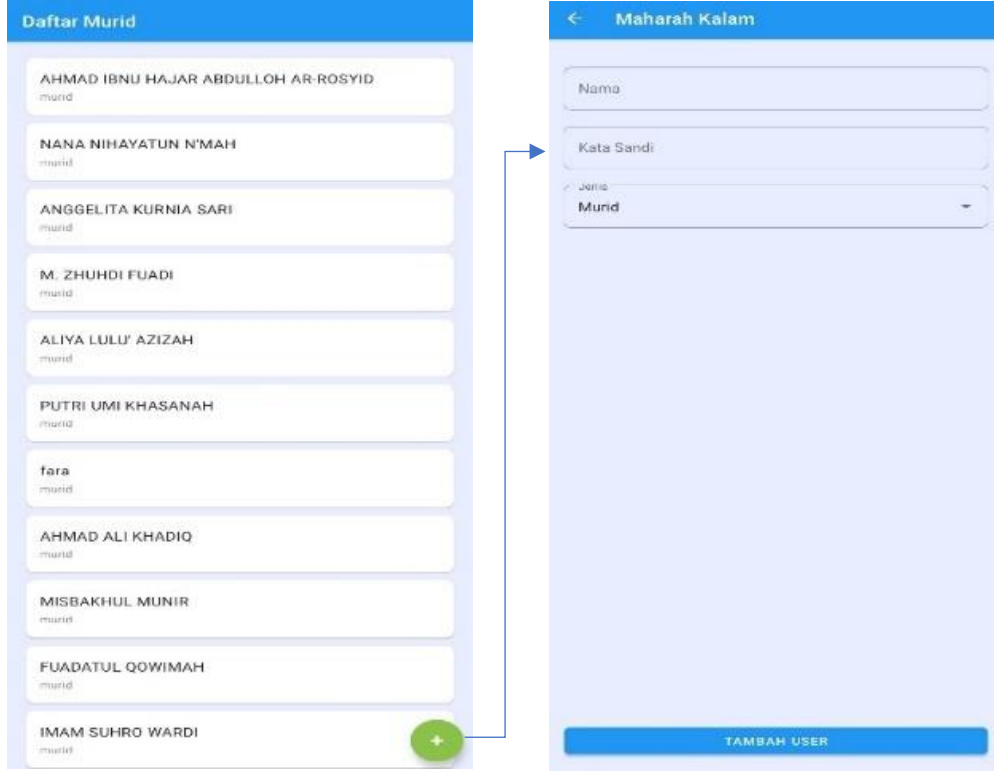 Daftar Murid
AHMAD IBNU HAJAR ABDULLOH AR-ROSYID
murid
NANA NIHAYATUN N'MAH
murid
ANGGELITA KURNIA SARI
murid
M. ZHUHDI FUADI
murid
ALIYA LULU' AZIZAH
murid
PUTRI UMI KHASANAH
murid
fara
murid
AHMAD ALI KHADIQ
murid
MISBAKHUL MUNIR
murid
FUADATUL QOWIMAH
murid
IMAM SUHRO WARDI
murid
+
← Maharah Kalam
Nama
Kata Sandi
Jenis
Murid
TAMBAH USER